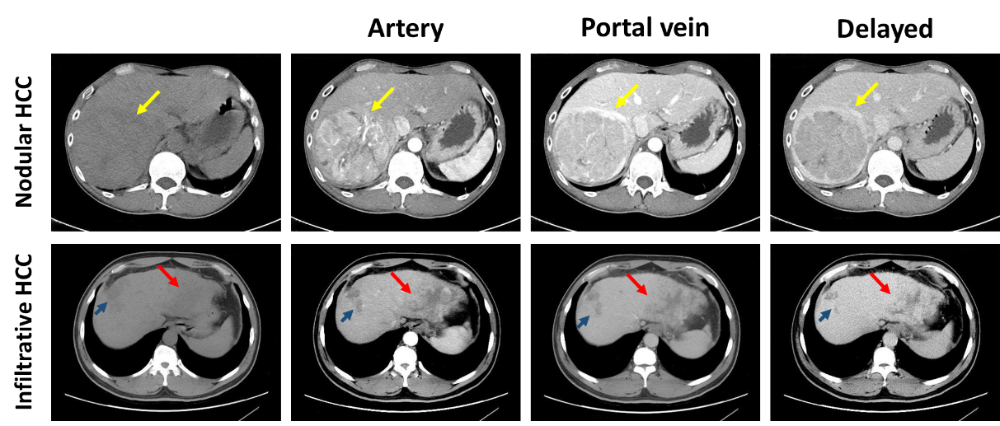 Artery
Portal vein
Delayed
Nodular HCC
Infiltrative HCC